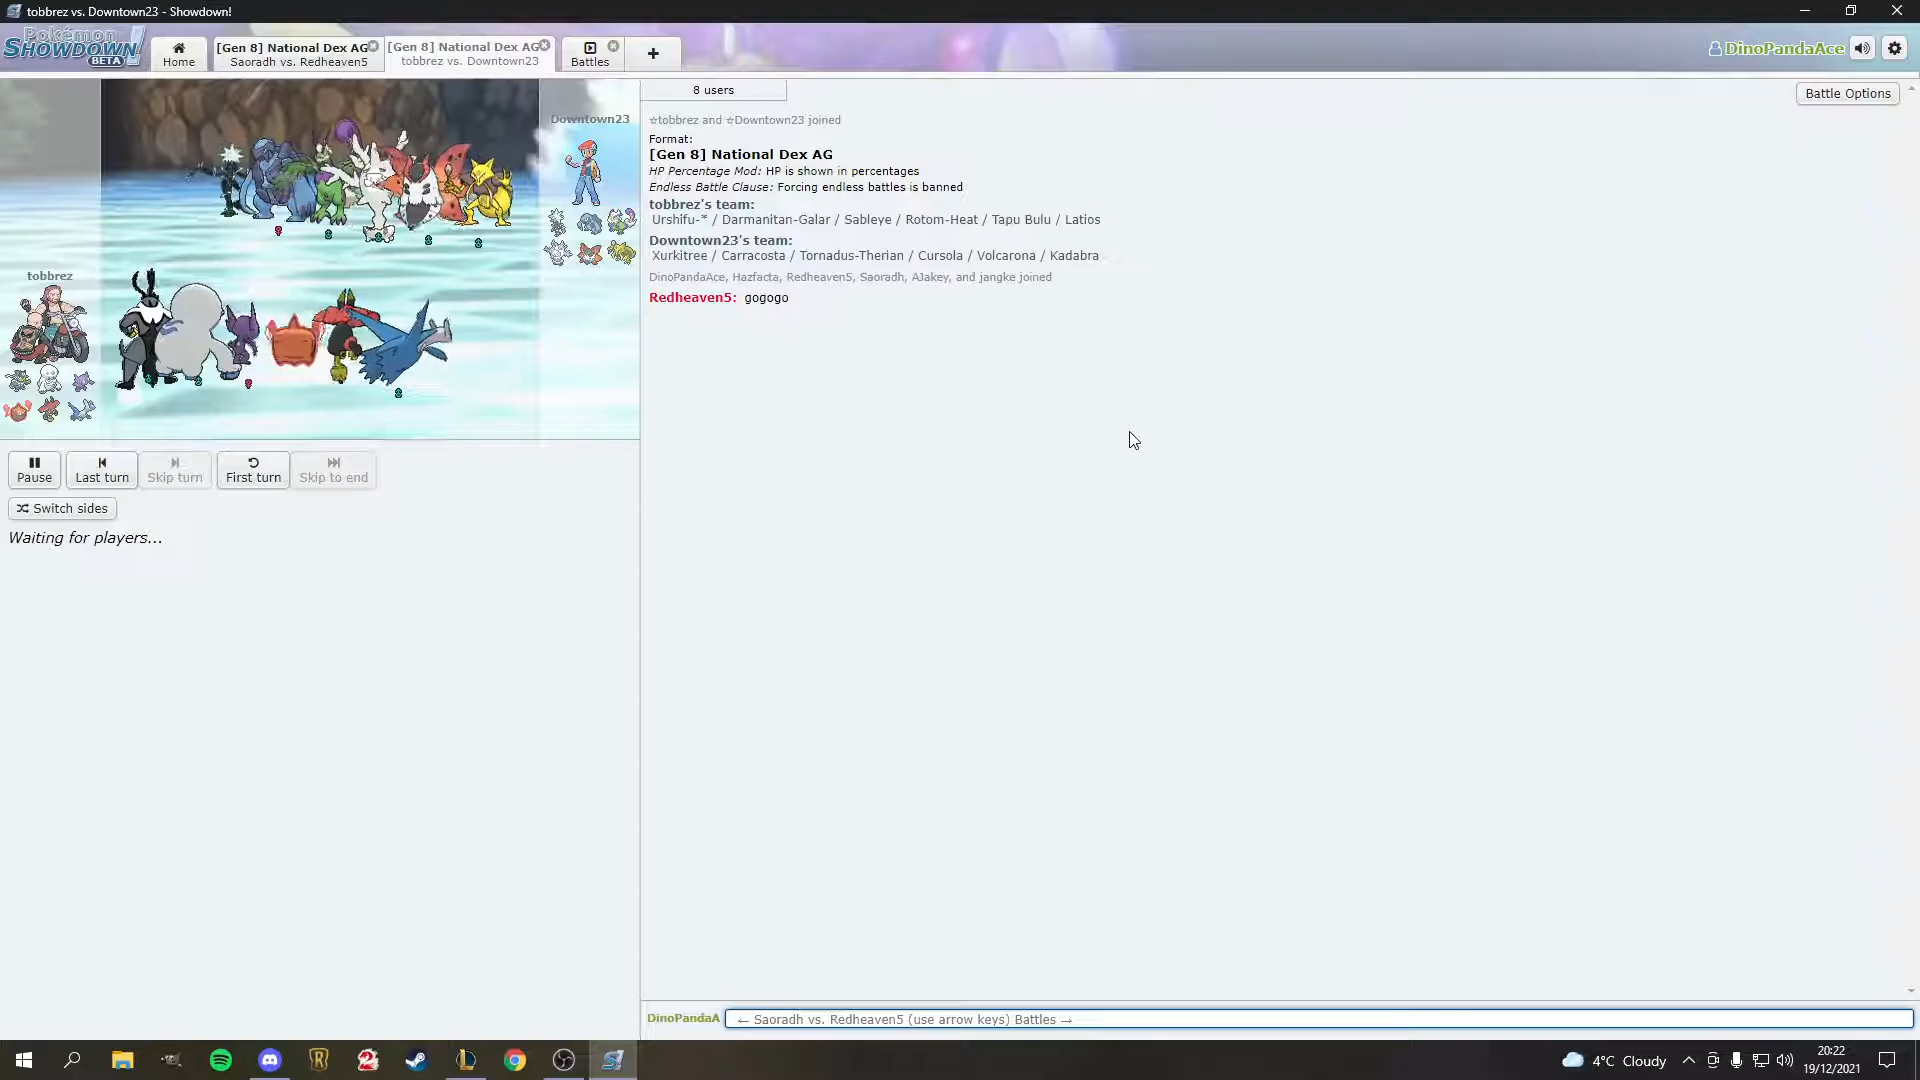 tobbrez vs. Downtown23 - Showdown!
Pokémon
SHOWDOWN!
BETA
Home
[Gen 8] National Dex AG
Saoradh vs. Redheaven5
[Gen 8] National Dex AG
tobbrez vs. Downtown23
Battles
+
DinoPandaAce
8 users
Battle Options
Downtown23
tobbrez
☆tobbrez and ☆Downtown23 joined
Format:
[Gen 8] National Dex AG
HP Percentage Mod: HP is shown in percentages
Endless Battle Clause: Forcing endless battles is banned
tobbrez's team:
Urshifu-* / Darmanitan-Galar / Sableye / Rotom-Heat / Tapu Bulu / Latios
Downtown23's team:
Xurkitree / Carracosta / Tornadus-Therian / Cursola / Volcarona / Kadabra
DinoPandaAce, Hazfacta, Redheaven5, Saoradh, AJakey, and jangke joined
Redheaven5: gogogo
Pause
Last turn
Skip turn
First turn
Skip to end
Switch sides
Waiting for players...
DinoPandaA
← Saoradh vs. Redheaven5 (use arrow keys) Battles →
4°C Cloudy
20:22
19/12/2021